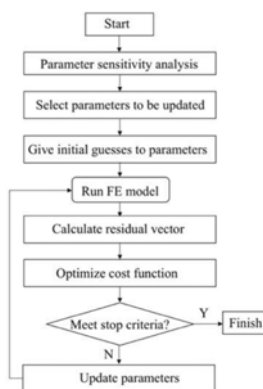 Start
Parameter sensitivity analysis
Select parameters to be updated
Give initial guesses to parameters
Run FE model
Calculate residual vector
Optimize cost function
Meet stop criteria?
Y
Finish
N
Update parameters